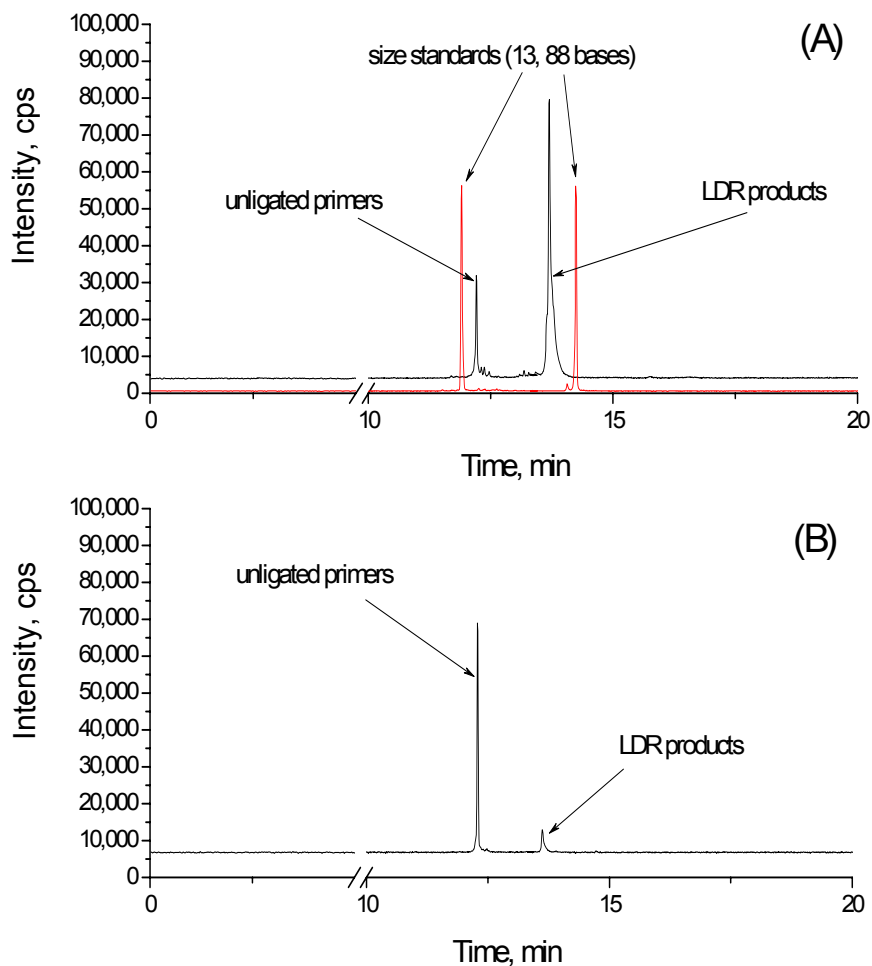 (A)
100,000
90,000
80,000
70,000
60,000
50,000
40,000
30,000
20,000
10,000
0
Intensity, cps
size standards (13, 88 bases)
unligated primers
LDR products
0
10
15
20
Time, min
(B)
100,000
90,000
80,000
70,000
60,000
50,000
40,000
30,000
20,000
10,000
0
Intensity, cps
unligated primers
LDR products
0
10
15
20
Time, min